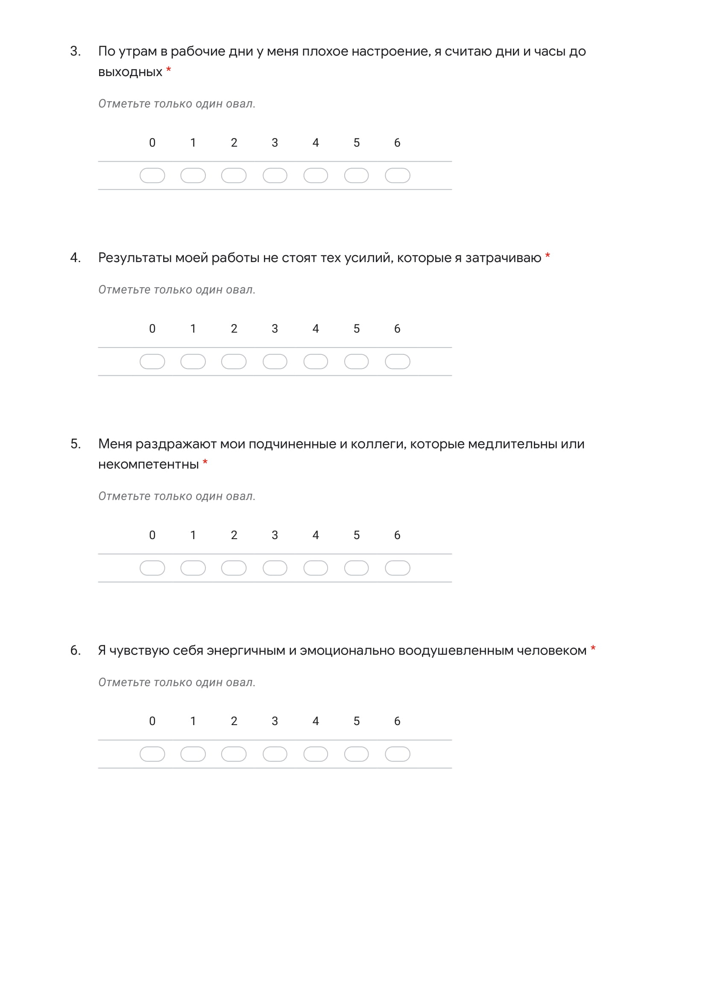 3. По утрам в рабочие дни у меня плохое настроение, я считаю дни и часы до
выходных *
Отметьте только один овал.
0 1 2 3 4 5 6
4. Результаты моей работы не стоят тех усилий, которые я затрачиваю *
Отметьте только один овал.
0 1 2 3 4 5 6
5. Меня раздражают мои подчиненные и коллеги, которые медлительны или
некомпетентны *
Отметьте только один овал.
0 1 2 3 4 5 6
6. Я чувствую себя энергичным и эмоционально воодушевленным человеком *
Отметьте только один овал.
0 1 2 3 4 5 6